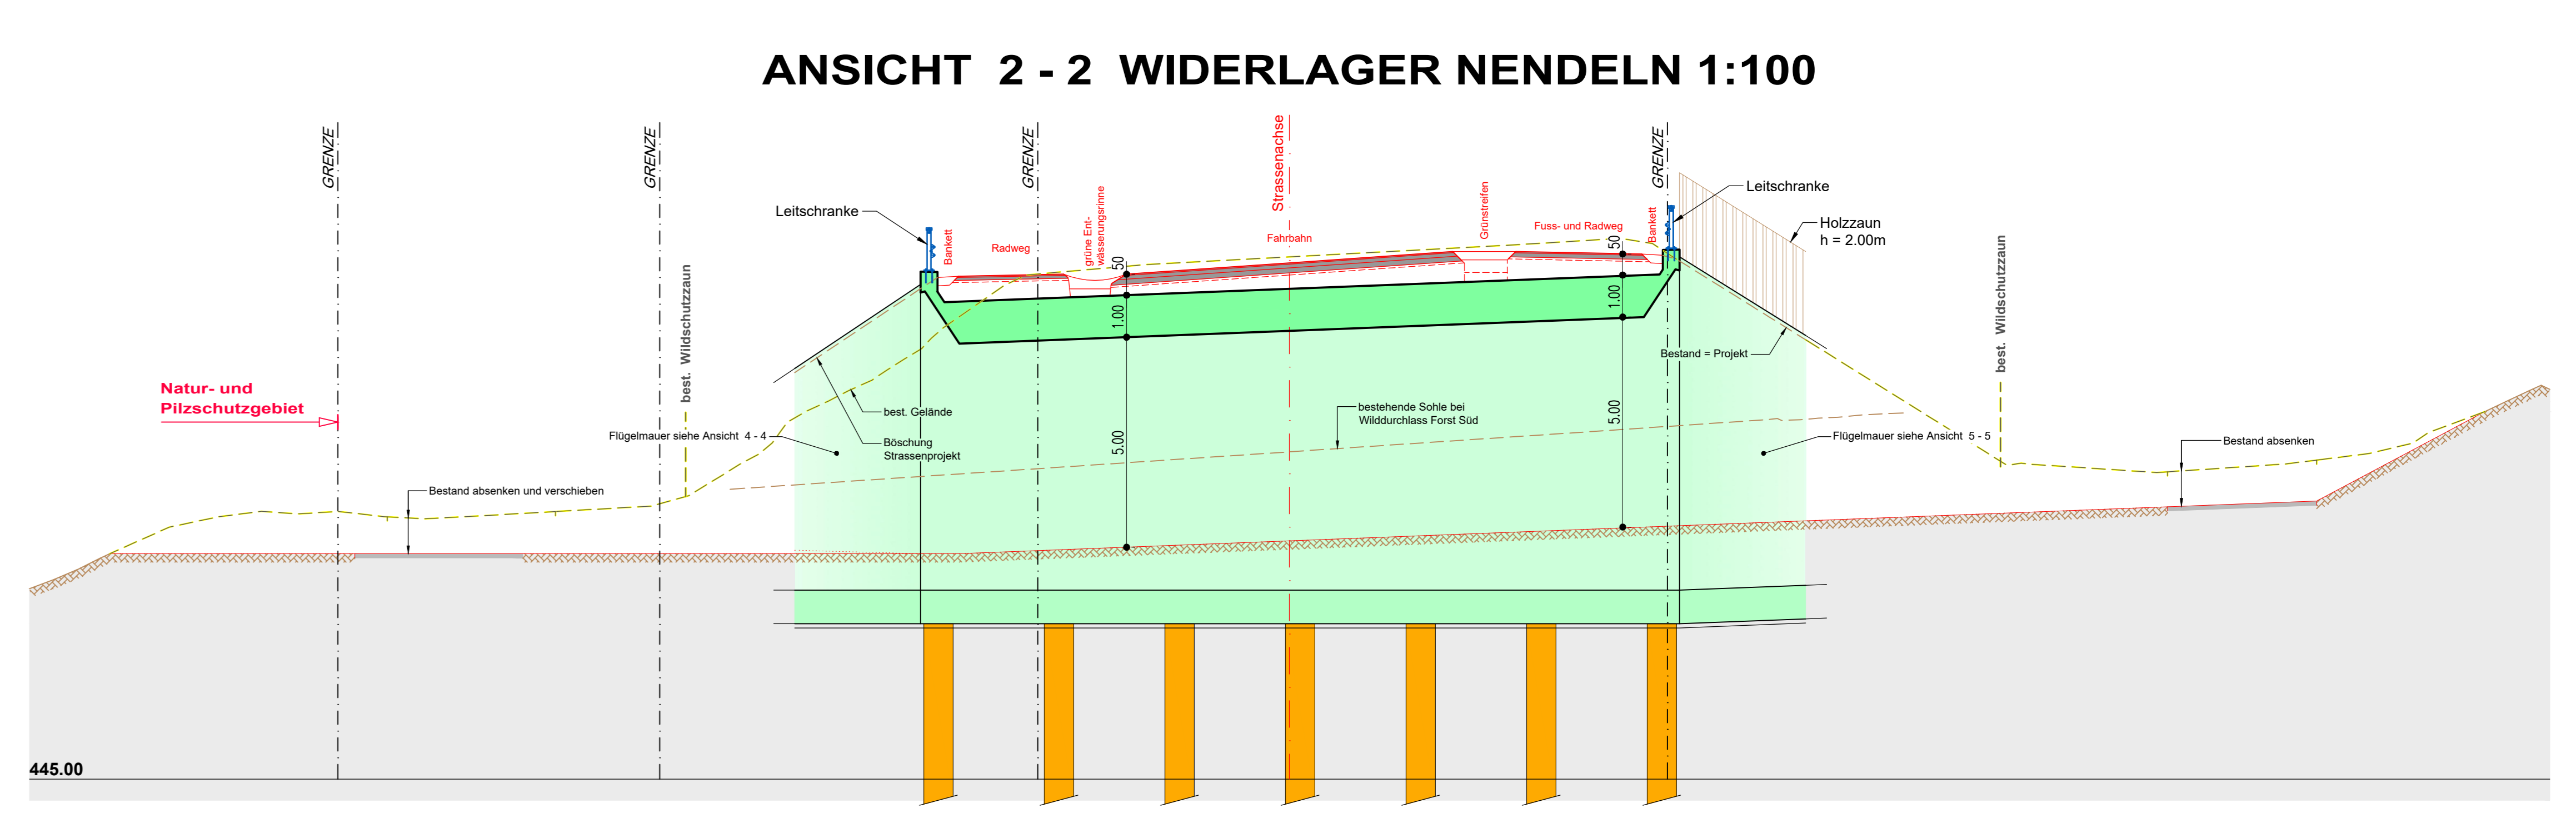 ANSICHT 2 - 2 WIDERLAGER NENDELN 1:100
GRENZE
GRENZE
GRENZE
Strassenachse
GRENZE
Leitschranke
Leitschranke
Holzzaun
h = 2.00m
Bankett
Radweg
grüne Ent-
wässerungsrinne
50
Fahrbahn
Grünstreifen
Fuss- und Radweg
50
Bankett
best. Wildschutzzaun
best. Wildschutzzaun
1.00
1.00
Bestand = Projekt
Natur- und
Pilzschutzgebiet
best. Gelände
bestehende Sohle bei
Wilddurchlass Forst Süd
5.00
5.00
Flügelmauer siehe Ansicht 4 - 4
Böschung
Strassenprojekt
Flügelmauer siehe Ansicht 5 - 5
Bestand absenken
Bestand absenken und verschieben
445.00